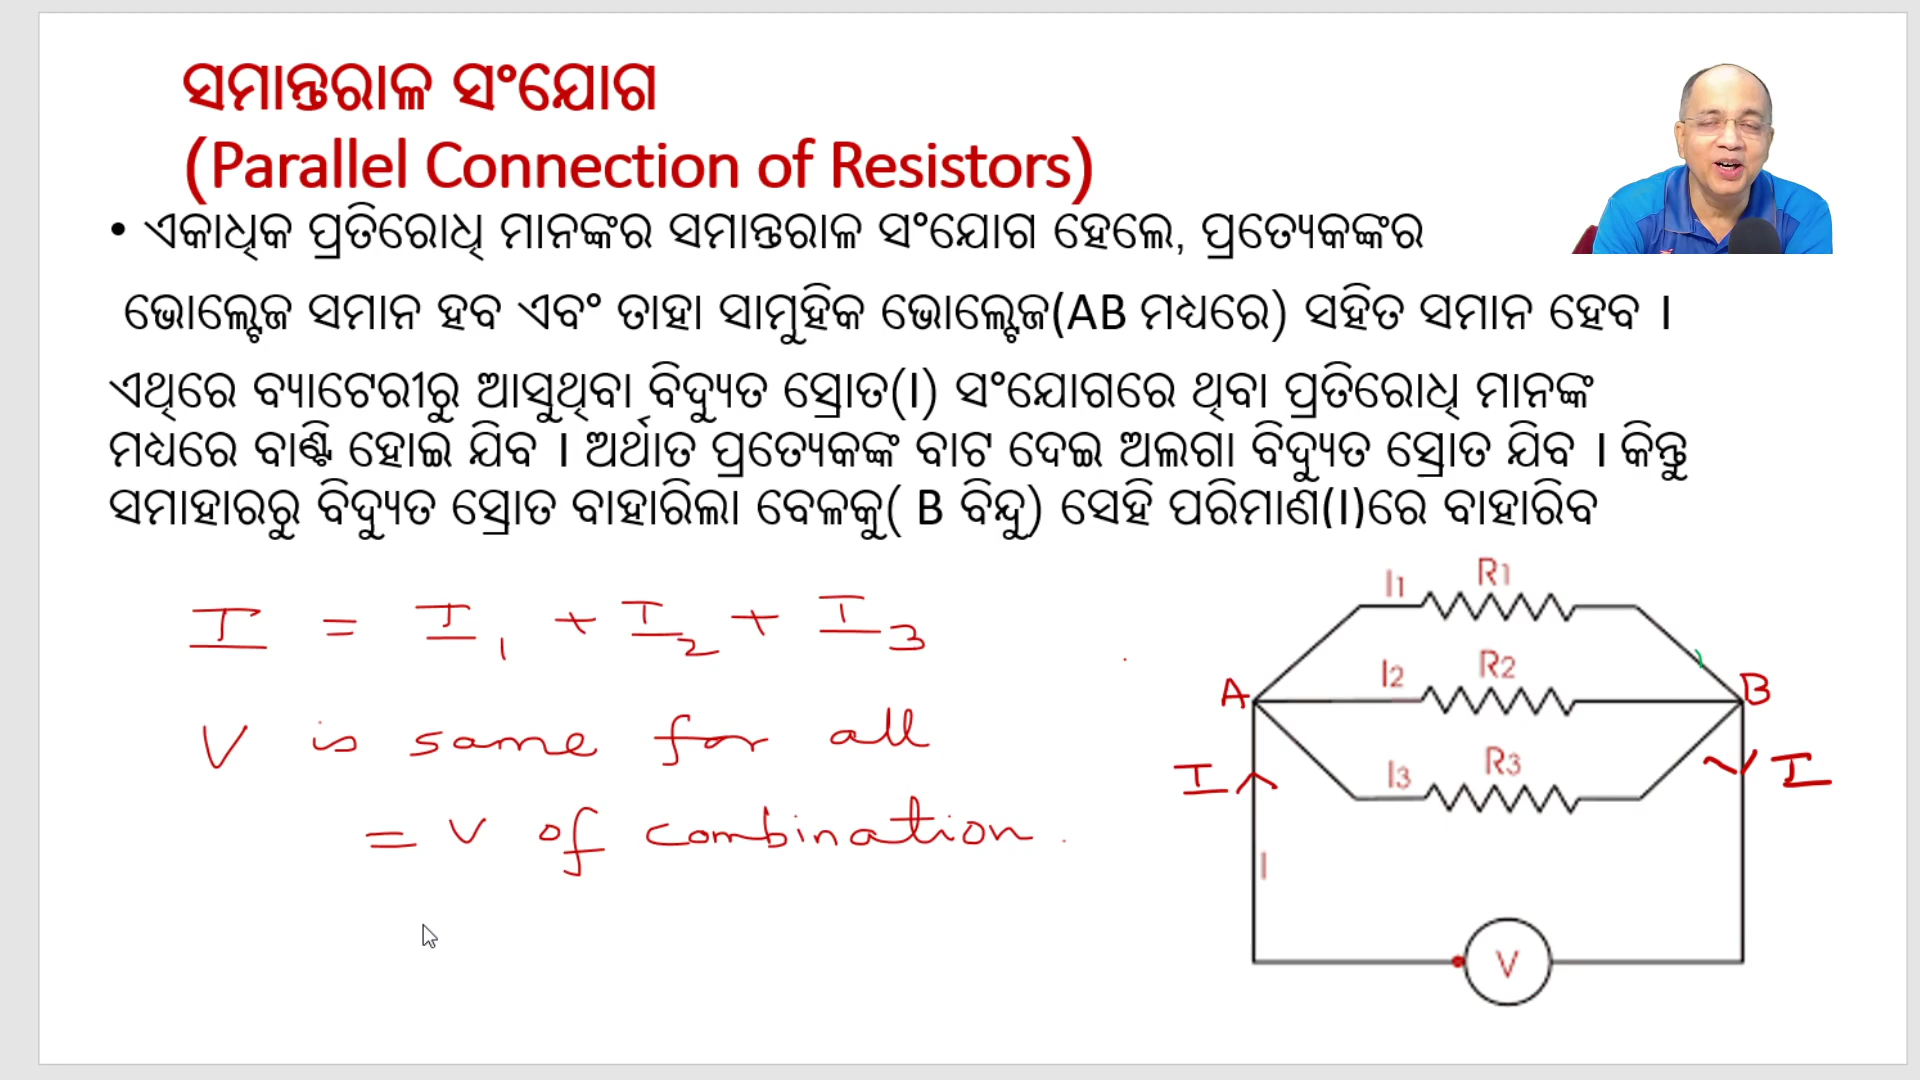 ସମାନ୍ତରାଳ ସଂଯୋଗ
(Parallel Connection of Resistors)
• ଏକାଧିକ ପ୍ରତିରୋଧି ମାନଙ୍କର ସମାନ୍ତରାଳ ସଂଯୋଗ ହେଲେ, ପ୍ରତ୍ୟେକଙ୍କର
ଭୋଲ୍ଟେଜ ସମାନ ହବ ଏବଂ ତାହା ସାମୁହିକ ଭୋଲ୍ଟେଜ(AB ମଧ୍ୟରେ) ସହିତ ସମାନ ହେବ ।
ଏଥିରେ ବ୍ୟାଟେରୀରୁ ଆସୁଥିବା ବିଦ୍ୟୁତ ସ୍ରୋତ(I) ସଂଯୋଗରେ ଥିବା ପ୍ରତିରୋଧି ମାନଙ୍କ
ମଧ୍ୟରେ ବାଣ୍ଟି ହୋଇ ଯିବ । ଅର୍ଥାତ ପ୍ରତ୍ୟେକଙ୍କ ବାଟ ଦେଇ ଅଲଗା ବିଦ୍ୟୁତ ସ୍ରୋତ ଯିବ । କିନ୍ତୁ
ସମାହାରରୁ ବିଦ୍ୟୁତ ସ୍ରୋତ ବାହାରିଲା ବେଳକୁ( B ବିନ୍ଦୁ) ସେହି ପରିମାଣ(I)ରେ ବାହାରିବ
I = I1 + I2 + I3
V is same for all
= V of combination .
I1 R1
I2 R2
A B
I3 R3
I I
I
V